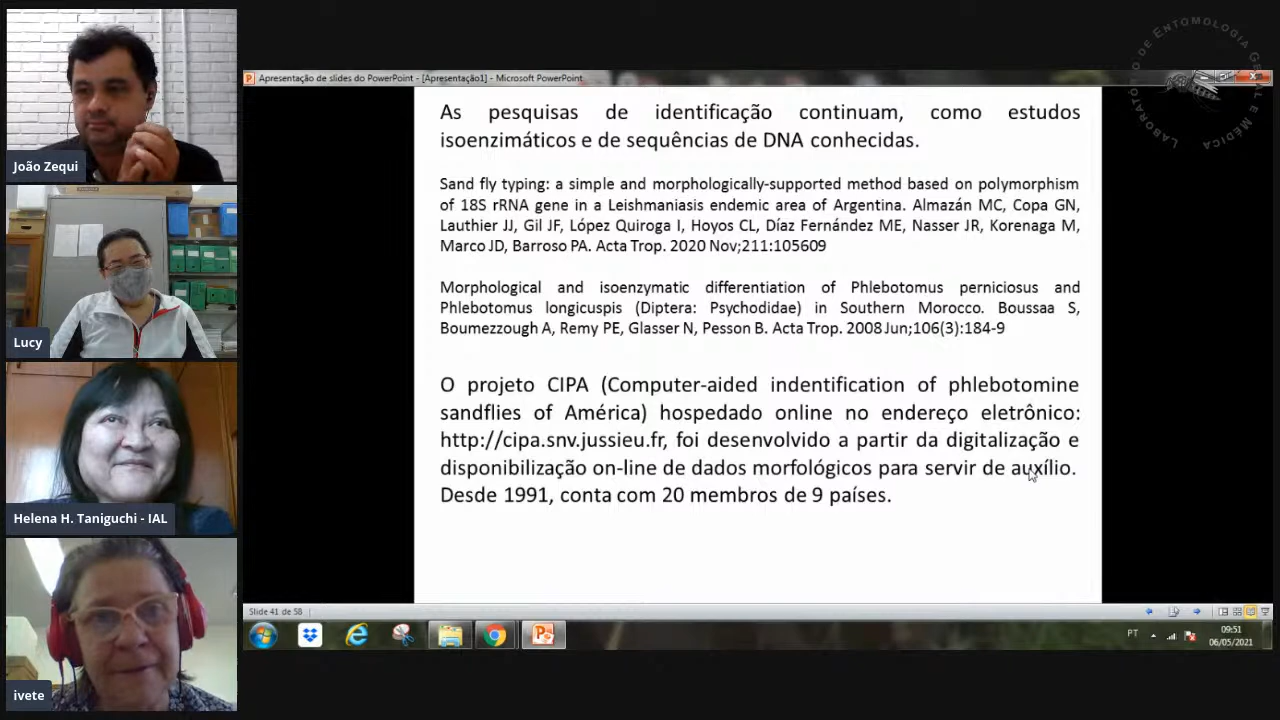 João Zequi
Lucy
Helena H. Taniguchi - IAL
ivete
LABORATÓRIO DE ENTOMOLOGIA GERAL E MÉDICA
Apresentação de slides do PowerPoint - [Apresentação1] - Microsoft PowerPoint
As pesquisas de identificação continuam, como estudos
isoenzimáticos e de sequências de DNA conhecidas.
Sand fly typing: a simple and morphologically-supported method based on polymorphism
of 18S rRNA gene in a Leishmaniasis endemic area of Argentina. Almazán MC, Copa GN,
Lauthier JJ, Gil JF, López Quiroga I, Hoyos CL, Díaz Fernández ME, Nasser JR, Korenaga M,
Marco JD, Barroso PA. Acta Trop. 2020 Nov;211:105609
Morphological and isoenzymatic differentiation of Phlebotomus perniciosus and
Phlebotomus longicuspis (Diptera: Psychodidae) in Southern Morocco. Boussaa S,
Boumezzough A, Remy PE, Glasser N, Pesson B. Acta Trop. 2008 Jun;106(3):184-9
O projeto CIPA (Computer-aided indentification of phlebotomine
sandflies of América) hospedado online no endereço eletrônico:
http://cipa.snv.jussieu.fr, foi desenvolvido a partir da digitalização e
disponibilização on-line de dados morfológicos para servir de auxílio.
Desde 1991, conta com 20 membros de 9 países.
Slide 41 de 58
PT
09:51
06/05/2021